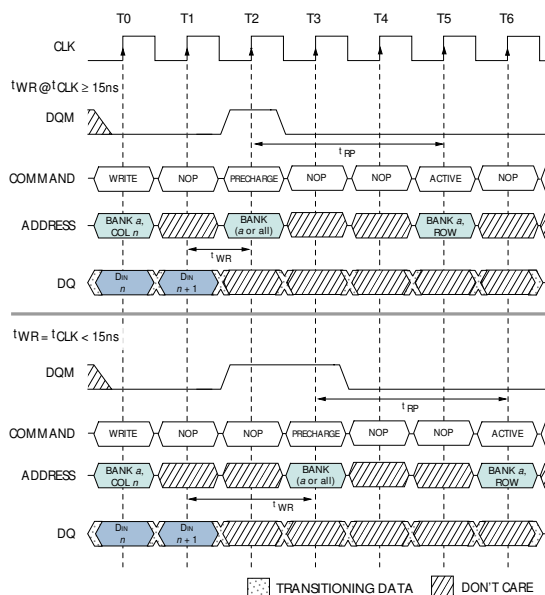 T0 T1 T2 T3 T4 T5 T6
CLK
tWR @tCLK ≥ 15ns
DQM
tRP
COMMAND WRITE NOP PRECHARGE NOP NOP ACTIVE NOP
ADDRESS BANK a, COL n BANK (a or all) BANK a, ROW
tWR
DQ DIN n DIN n + 1
tWR = tCLK < 15ns
DQM
tRP
COMMAND WRITE NOP NOP PRECHARGE NOP NOP ACTIVE
ADDRESS BANK a, COL n BANK (a or all) BANK a, ROW
tWR
DQ DIN n DIN n + 1
TRANSITIONING DATA DON'T CARE